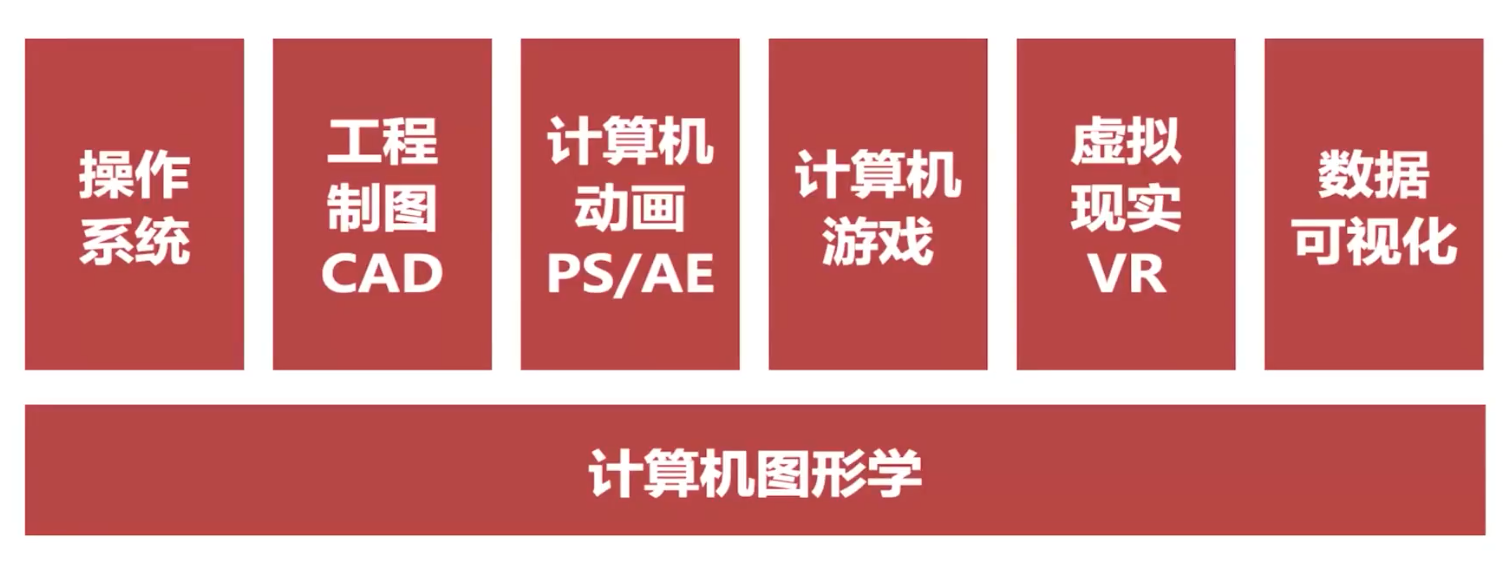 操作
系统
工程
制图
CAD
计算机
动画
PS/AE
计算机
游戏
虚拟
现实
VR
数据
可视化
计算机图形学